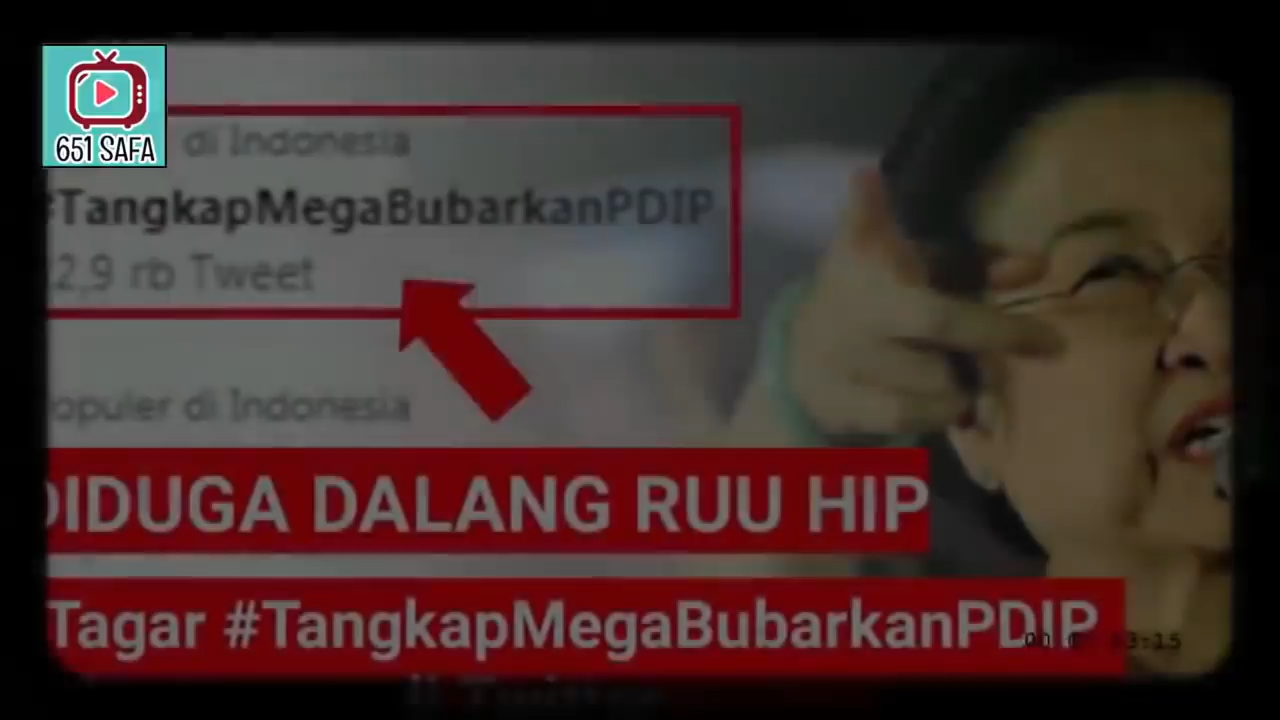 651 SAFA
di Indonesia
#TangkapMegaBubarkanPDIP
2,9 rb Tweet
opuler di Indonesia
DIDUGA DALANG RUU HIP
Tagar #TangkapMegaBubarkanPDIP